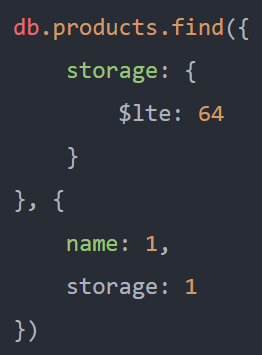 db.products.find({
    storage: {
        $lte: 64
    }
}, {
    name: 1,
    storage: 1
})